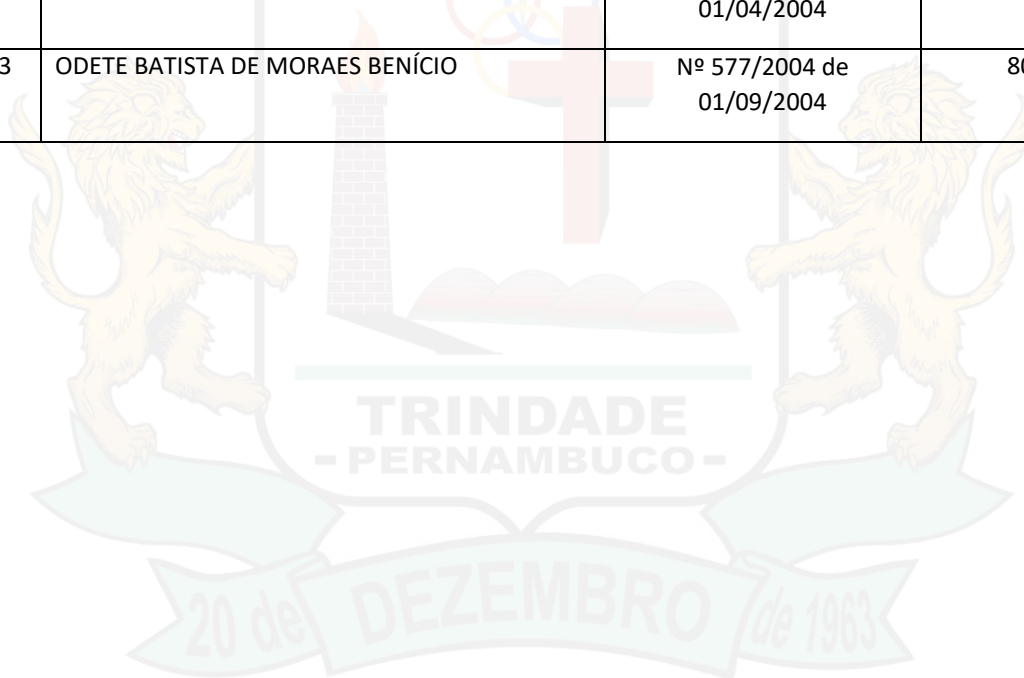 01/04/2004
3 ODETE BATISTA DE MORAES BENÍCIO Nº 577/2004 de 80
01/09/2004
TRINDADE
- PERNAMBUCO -
20 de DEZEMBRO de 1963